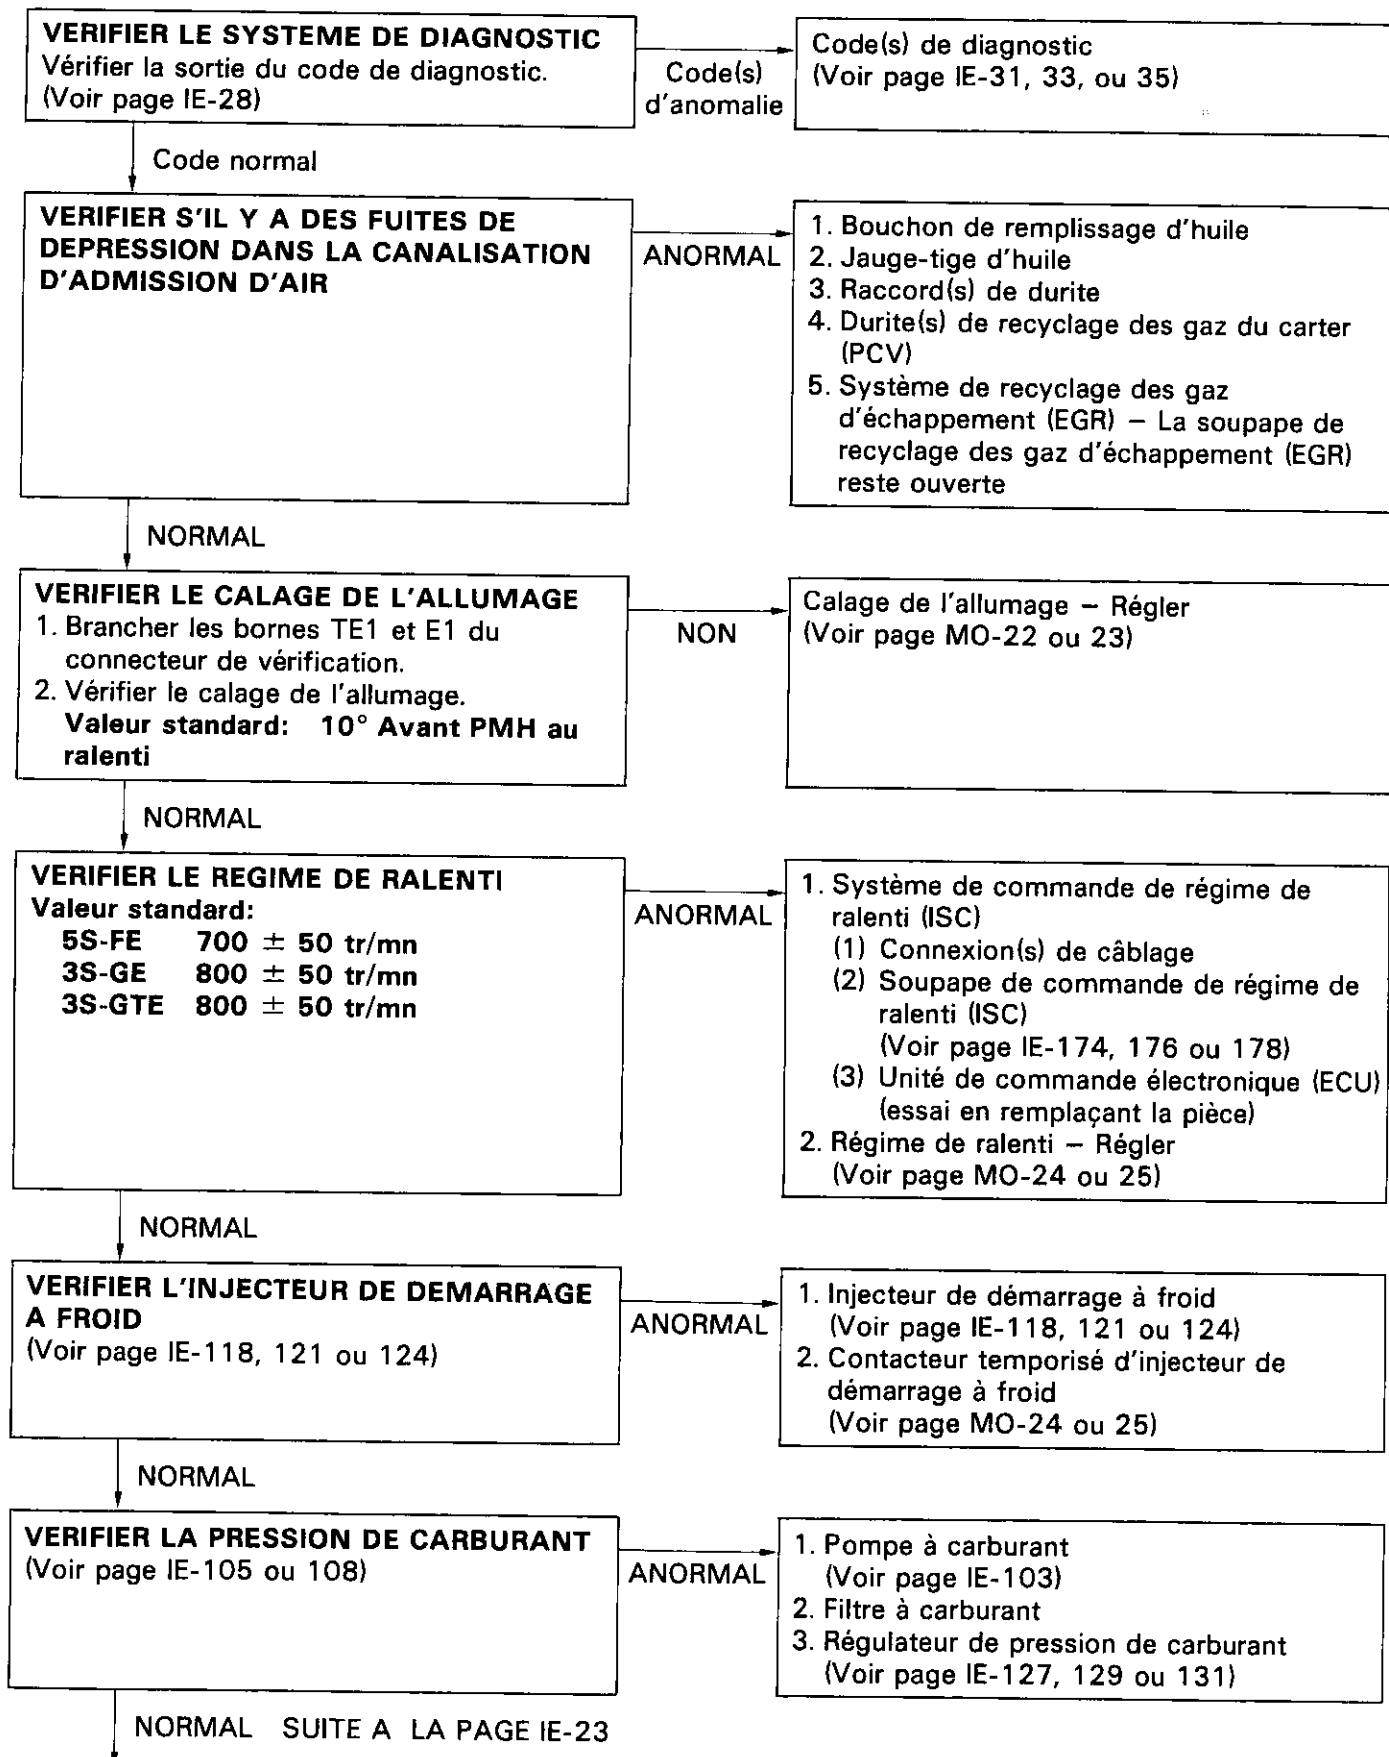 VERIFIER LE SYSTEME DE DIAGNOSTIC
Vérifier la sortie du code de diagnostic.
(Voir page IE-28)
Code(s)
d'anomalie
Code(s) de diagnostic
(Voir page IE-31, 33, ou 35)
Code normal
VERIFIER S'IL Y A DES FUITES DE
DEPRESSION DANS LA CANALISATION
D'ADMISSION D'AIR
ANORMAL
1. Bouchon de remplissage d'huile
2. Jauge-tige d'huile
3. Raccord(s) de durite
4. Durite(s) de recyclage des gaz du carter
(PCV)
5. Système de recyclage des gaz
d'échappement (EGR) — La soupape de
recyclage des gaz d'échappement (EGR)
reste ouverte
NORMAL
VERIFIER LE CALAGE DE L'ALLUMAGE
1. Brancher les bornes TE1 et E1 du
connecteur de vérification.
2. Vérifier le calage de l'allumage.
Valeur standard: 10° Avant PMH au
ralenti
NON
Calage de l'allumage — Régler
(Voir page MO-22 ou 23)
NORMAL
VERIFIER LE REGIME DE RALENTI
Valeur standard:
5S-FE 700 ± 50 tr/mn
3S-GE 800 ± 50 tr/mn
3S-GTE 800 ± 50 tr/mn
ANORMAL
1. Système de commande de régime de
ralenti (ISC)
(1) Connexion(s) de câblage
(2) Soupape de commande de régime de
ralenti (ISC)
(Voir page IE-174, 176 ou 178)
(3) Unité de commande électronique (ECU)
(essai en remplaçant la pièce)
2. Régime de ralenti — Régler
(Voir page MO-24 ou 25)
NORMAL
VERIFIER L'INJECTEUR DE DEMARRAGE
A FROID
(Voir page IE-118, 121 ou 124)
ANORMAL
1. Injecteur de démarrage à froid
(Voir page IE-118, 121 ou 124)
2. Contacteur temporisé d'injecteur de
démarrage à froid
(Voir page MO-24 ou 25)
NORMAL
VERIFIER LA PRESSION DE CARBURANT
(Voir page IE-105 ou 108)
ANORMAL
1. Pompe à carburant
(Voir page IE-103)
2. Filtre à carburant
3. Régulateur de pression de carburant
(Voir page IE-127, 129 ou 131)
NORMAL SUITE A LA PAGE IE-23